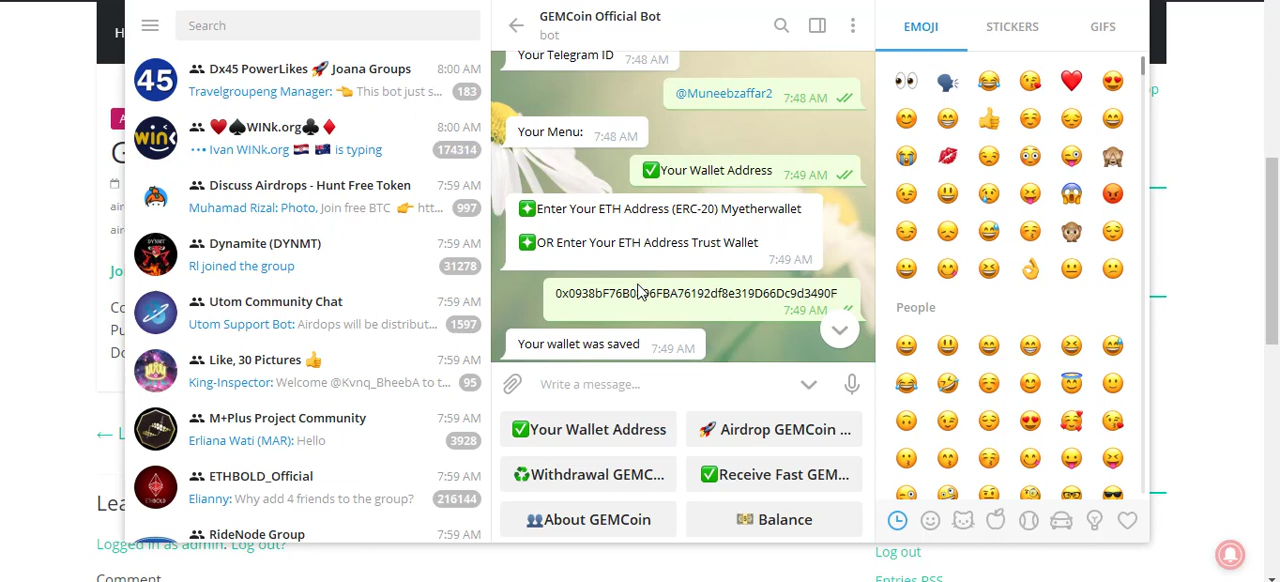 Search
Dx45 PowerLikes 🚀 Joana Groups 8:00 AM
Travelgroupeng Manager: 👈 This bot just s... 183
45
❤️♠️WINk.org♣️♦️ 8:00 AM
••• Ivan WINk.org 🇭🇷 🇦🇺 is typing 174314
win
Discuss Airdrops - Hunt Free Token 7:59 AM
Muhamad Rizal: Photo, Join free BTC 👉 htt... 997
Dynamite (DYNMT) 7:59 AM
Rl joined the group 31278
DYNMT
Utom Community Chat 7:59 AM
Utom Support Bot: Airdops will be distribut... 1597
Like, 30 Pictures 👍 7:59 AM
King-Inspector: Welcome @Kvnq_BheebA to t... 95
M+Plus Project Community 7:59 AM
Erliana Wati (MAR): Hello 3928
ETHBOLD_Official 7:59 AM
Elianny: Why add 4 friends to the group? 216144
RideNode Group 7:59 AM
GEMCoin Official Bot
bot
Your Telegram ID 7:48 AM
@Muneebzaffar2 7:48 AM
Your Menu: 7:48 AM
✅Your Wallet Address 7:49 AM
Enter Your ETH Address (ERC-20) Myetherwallet
OR Enter Your ETH Address Trust Wallet
7:49 AM
7:49 AM
Your wallet was saved 7:49 AM
Write a message...
✅Your Wallet Address 🚀 Airdrop GEMCoin ...
♻️Withdrawal GEMC... ✅Receive Fast GEM...
👥About GEMCoin 💵 Balance
EMOJI STICKERS GIFS
People
Logged in as admin. Log out?
Comment
Log out
Entries RSS